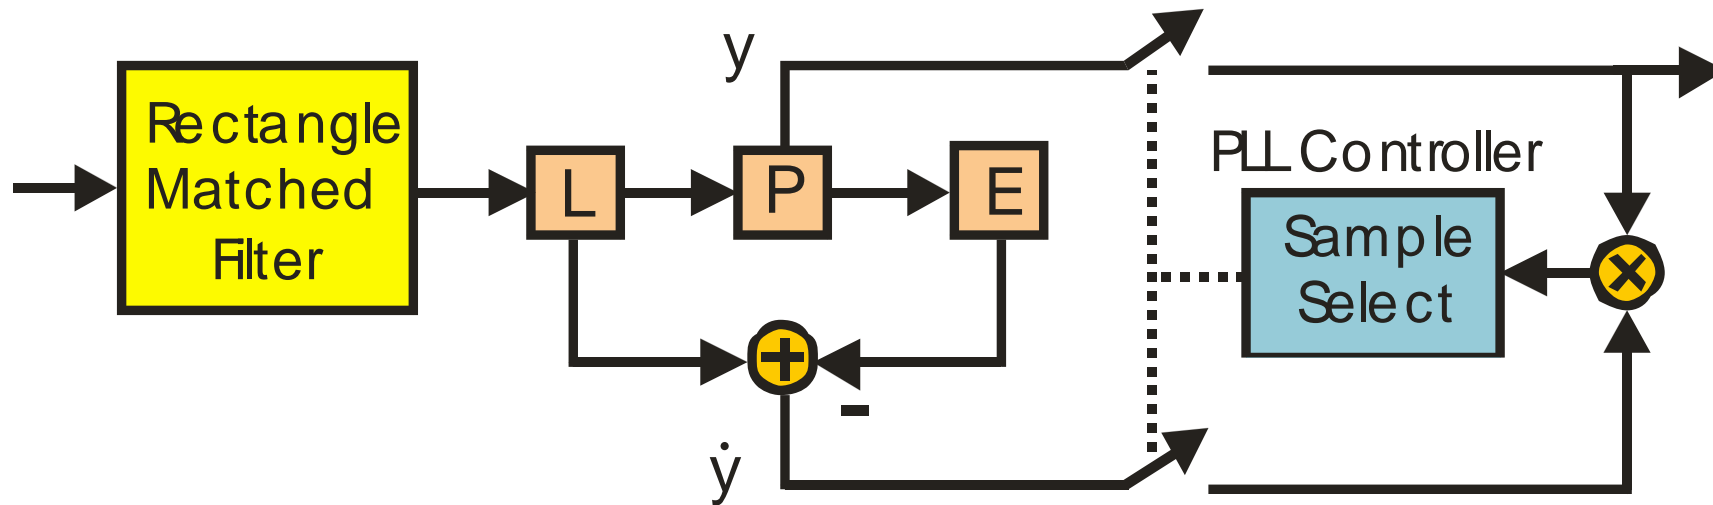 y
Rectangle
Matched
Filter
L
P
E
PLL Controller
Sample
Select
×
+
-
ẏ